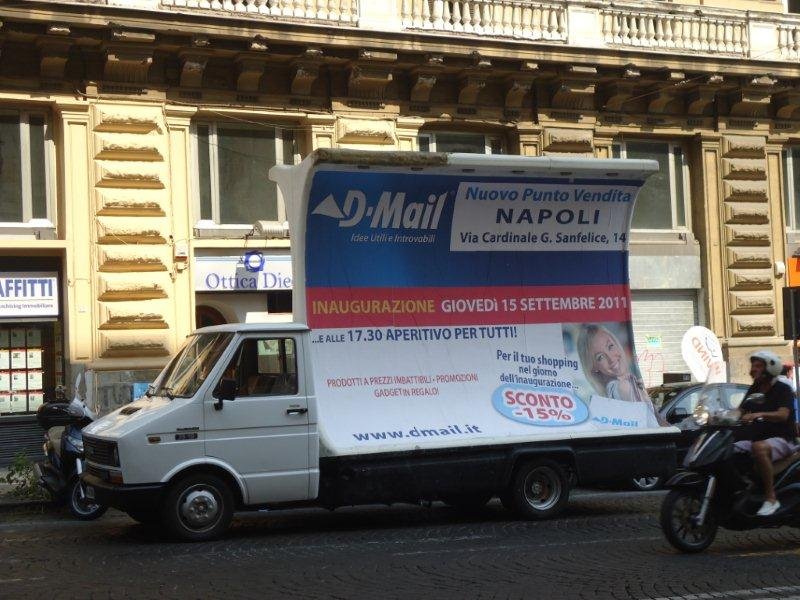 D-Mail
Idee Utili e Introvabili
Nuovo Punto Vendita
NAPOLI
Via Cardinale G. Sanfelice, 14
INAUGURAZIONE GIOVEDÌ 15 SETTEMBRE 2011
...E ALLE 17.30 APERITIVO PER TUTTI!
PRODOTTI A PREZZI IMBATTIBILI • PROMOZIONI
GADGET IN REGALO!
Per il tuo shopping
nel giorno
dell'inaugurazione...
SCONTO
-15%
D-Mail
www.dmail.it
AFFITTI
Ottica Die